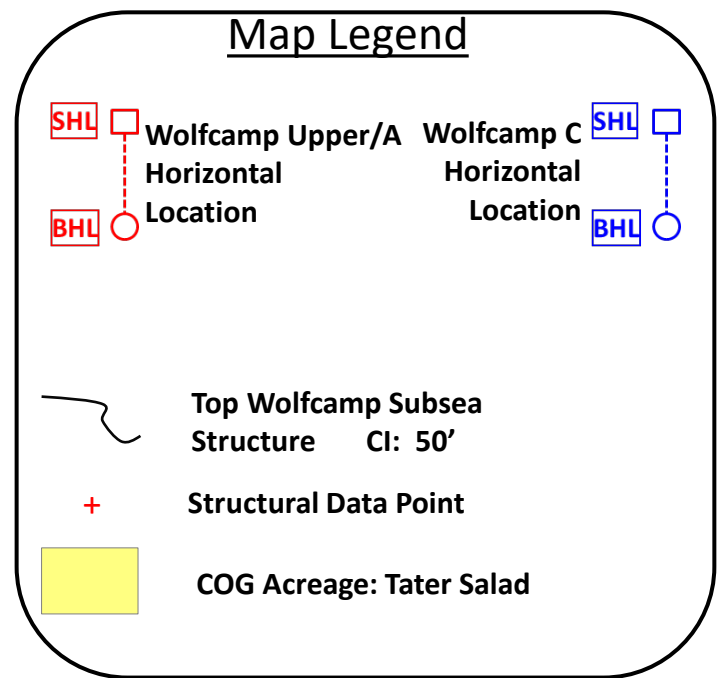 Map Legend
SHL
Wolfcamp Upper/A
Horizontal
Location
BHL
Wolfcamp C
Horizontal
Location
SHL
BHL
Top Wolfcamp Subsea
Structure CI: 50’
+ Structural Data Point
COG Acreage: Tater Salad